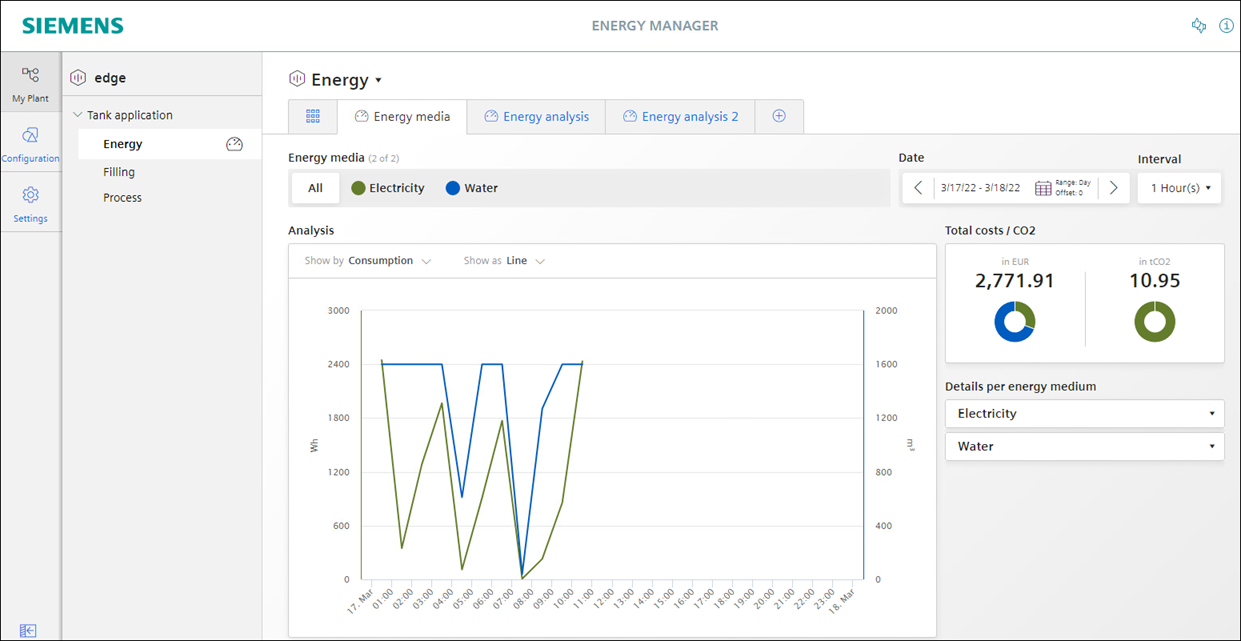 SIEMENS
ENERGY MANAGER
My Plant
Configuration
Settings
edge
Tank application
Energy
Filling
Process
Energy
Energy media
Energy analysis
Energy analysis 2
Energy media (2 of 2)
All Electricity Water
Date
3/17/22 - 3/18/22
Range: Day
Offset: 0
Interval
1 Hour(s)
Analysis
Show by Consumption Show as Line
3000
2400
1800
1200
600
0
Wh
2000
1600
1200
800
400
0
m³
17. Mar
01:00
02:00
03:00
04:00
05:00
06:00
07:00
08:00
09:00
10:00
11:00
12:00
13:00
14:00
15:00
16:00
17:00
18:00
19:00
20:00
21:00
22:00
23:00
18. Mar
Total costs / CO2
in EUR
2,771.91
in tCO2
10.95
Details per energy medium
Electricity
Water